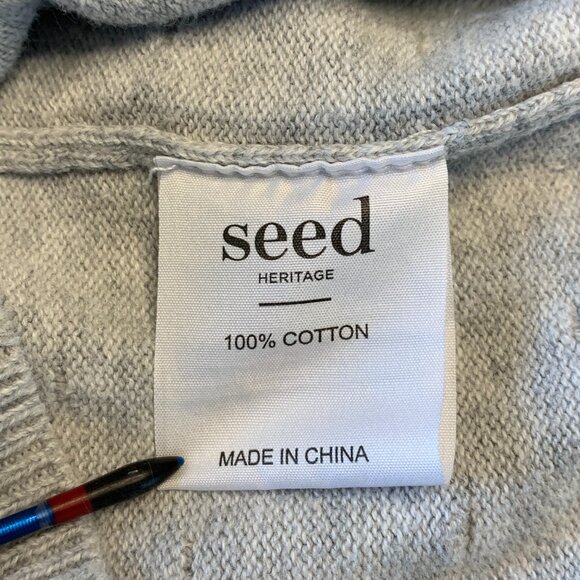 seed
HERITAGE
100% COTTON
MADE IN CHINA